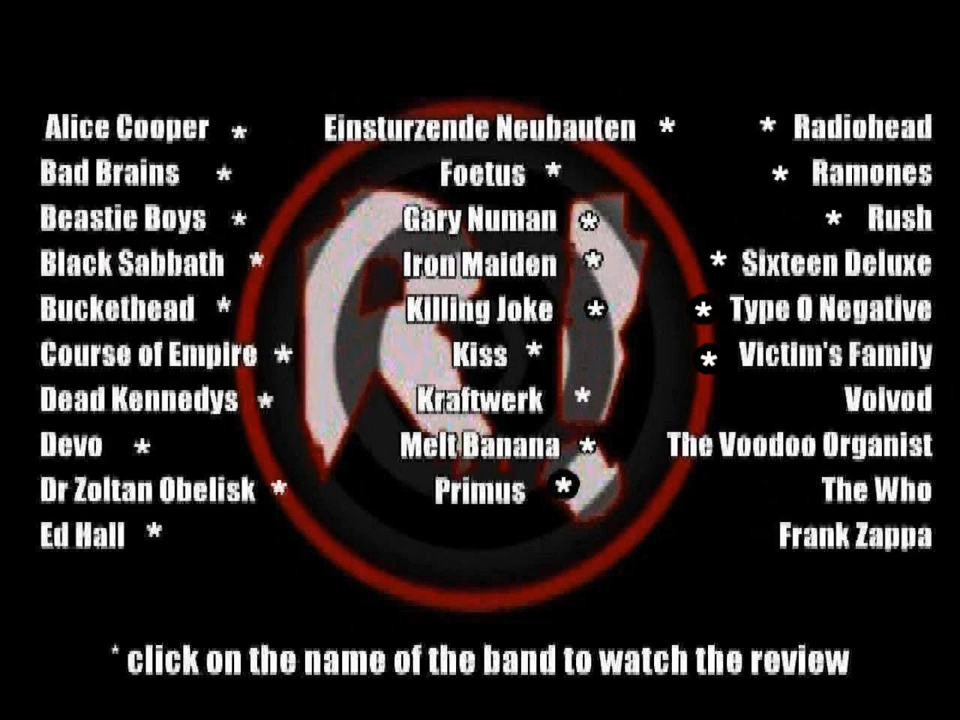 Alice Cooper *
Bad Brains *
Beastie Boys *
Black Sabbath *
Buckethead *
Course of Empire *
Dead Kennedys *
Devo *
Dr Zoltan Obelisk *
Ed Hall *
Einsturzende Neubauten *
Foetus *
Gary Numan *
Iron Maiden *
Killing Joke *
Kiss *
Kraftwerk *
Melt Banana *
Primus *
* Radiohead
* Ramones
* Rush
* Sixteen Deluxe
* Type O Negative
* Victim's Family
Volvod
The Voodoo Organist
The Who
Frank Zappa
R!
* click on the name of the band to watch the review